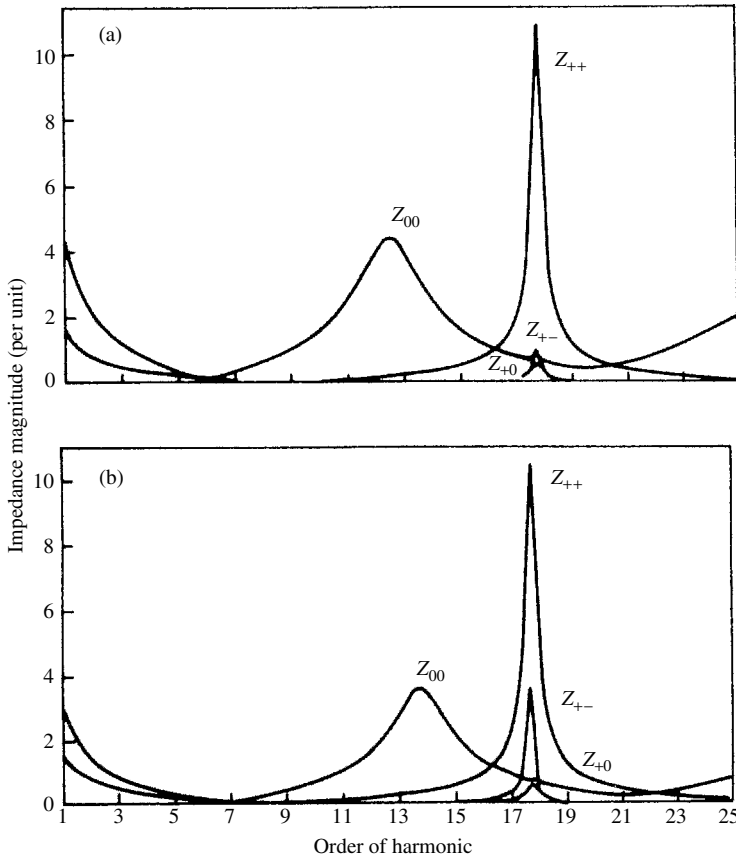 (a)
10
8
6
4
2
0
Z++
Z00
Z+−
Z+0
Impedance magnitude (per unit)
(b)
10
8
6
4
2
0
Z++
Z00
Z+−
Z+0
1 3 5 7 9 11 13 15 17 19 21 23 25
Order of harmonic